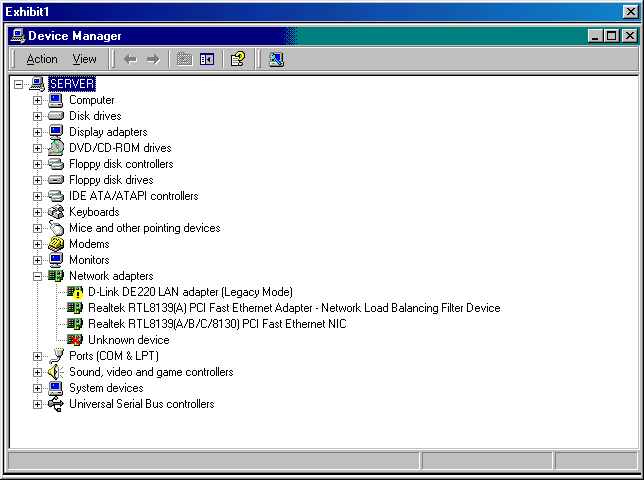 Exhibit1
Device Manager
Action View
SERVER
Computer
Disk drives
Display adapters
DVD/CD-ROM drives
Floppy disk controllers
Floppy disk drives
IDE ATA/ATAPI controllers
Keyboards
Mice and other pointing devices
Modems
Monitors
Network adapters
D-Link DE220 LAN adapter (Legacy Mode)
Realtek RTL8139(A) PCI Fast Ethernet Adapter - Network Load Balancing Filter Device
Realtek RTL8139(A/B/C/8130) PCI Fast Ethernet NIC
Unknown device
Ports (COM & LPT)
Sound, video and game controllers
System devices
Universal Serial Bus controllers